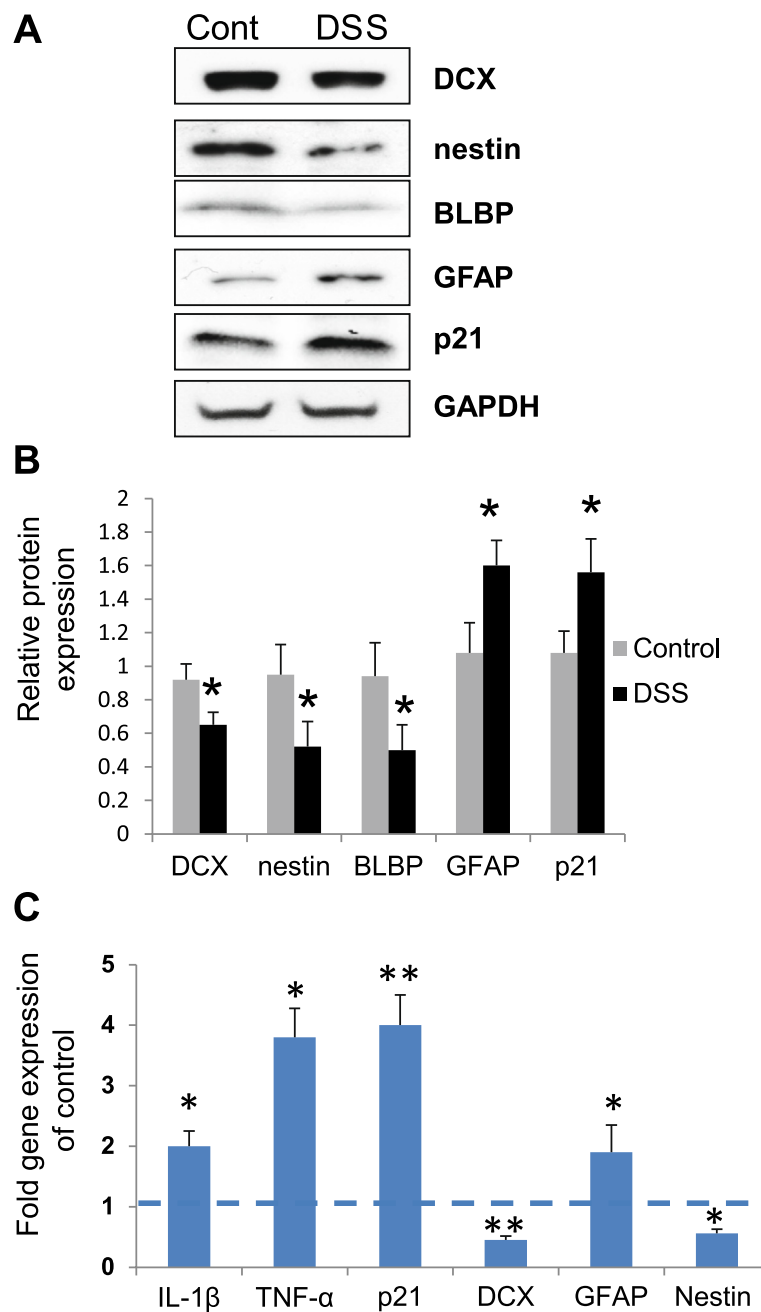 A
Cont DSS
DCX
nestin
BLBP
GFAP
p21
GAPDH
B
Relative protein
expression
2
1.8
1.6
1.4
1.2
1
0.8
0.6
0.4
0.2
0
* * * * *
Control
DSS
DCX nestin BLBP GFAP p21
C
Fold gene expression
of control
5
4
3
2
1
0
* * ** ** * *
IL-1β TNF-α p21 DCX GFAP Nestin